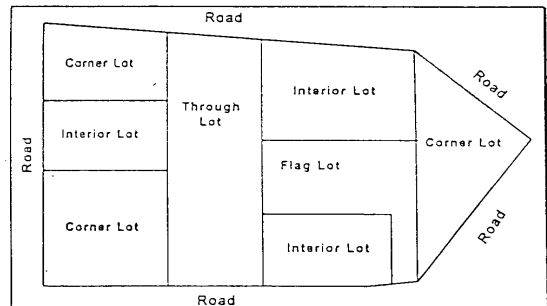 Road
Corner Lot
Road
Through
Lot
Interior Lot
Interior Lot
Road
Corner Lot
Flag Lot
Corner Lot
Interior Lot
Road
Road